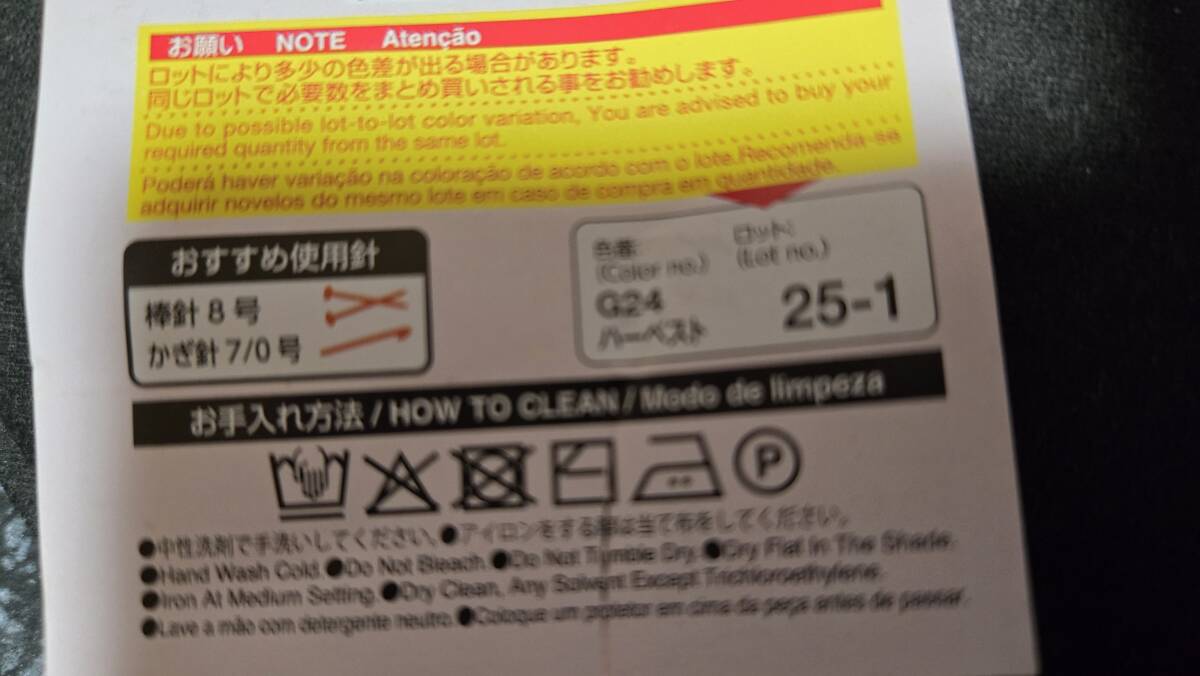 お願い NOTE Atenção
ロットにより多少の色差が出る場合があります。
同じロットで必要数をまとめ買いされる事をお勧めします。
Due to possible lot-to-lot color variation, You are advised to buy your
required quantity from the same lot.
Poderá haver variação na coloração de acordo com o lote.Recomenda-se
adquirir novelos do mesmo lote em caso de compra em quantidade.
おすすめ使用針
棒針 8 号
かぎ針 7/0 号
色番: ロット:
(Color no.) (Lot no.)
G24 25-1
ハーベスト
お手入れ方法 / HOW TO CLEAN / Modo de limpeza
P
●中性洗剤で手洗いしてください。●アイロンをする際は当て布をしてください。
●Hand Wash Cold. ●Do Not Bleach. ●Do Not Tumble Dry. ●Dry Flat In The Shade.
●Iron At Medium Setting. ●Dry Clean, Any Solvent Except Trichloroethylene.
●Lave a mão com detergente neutro. ●Coloque um protetor em cima da peça antes de passar.